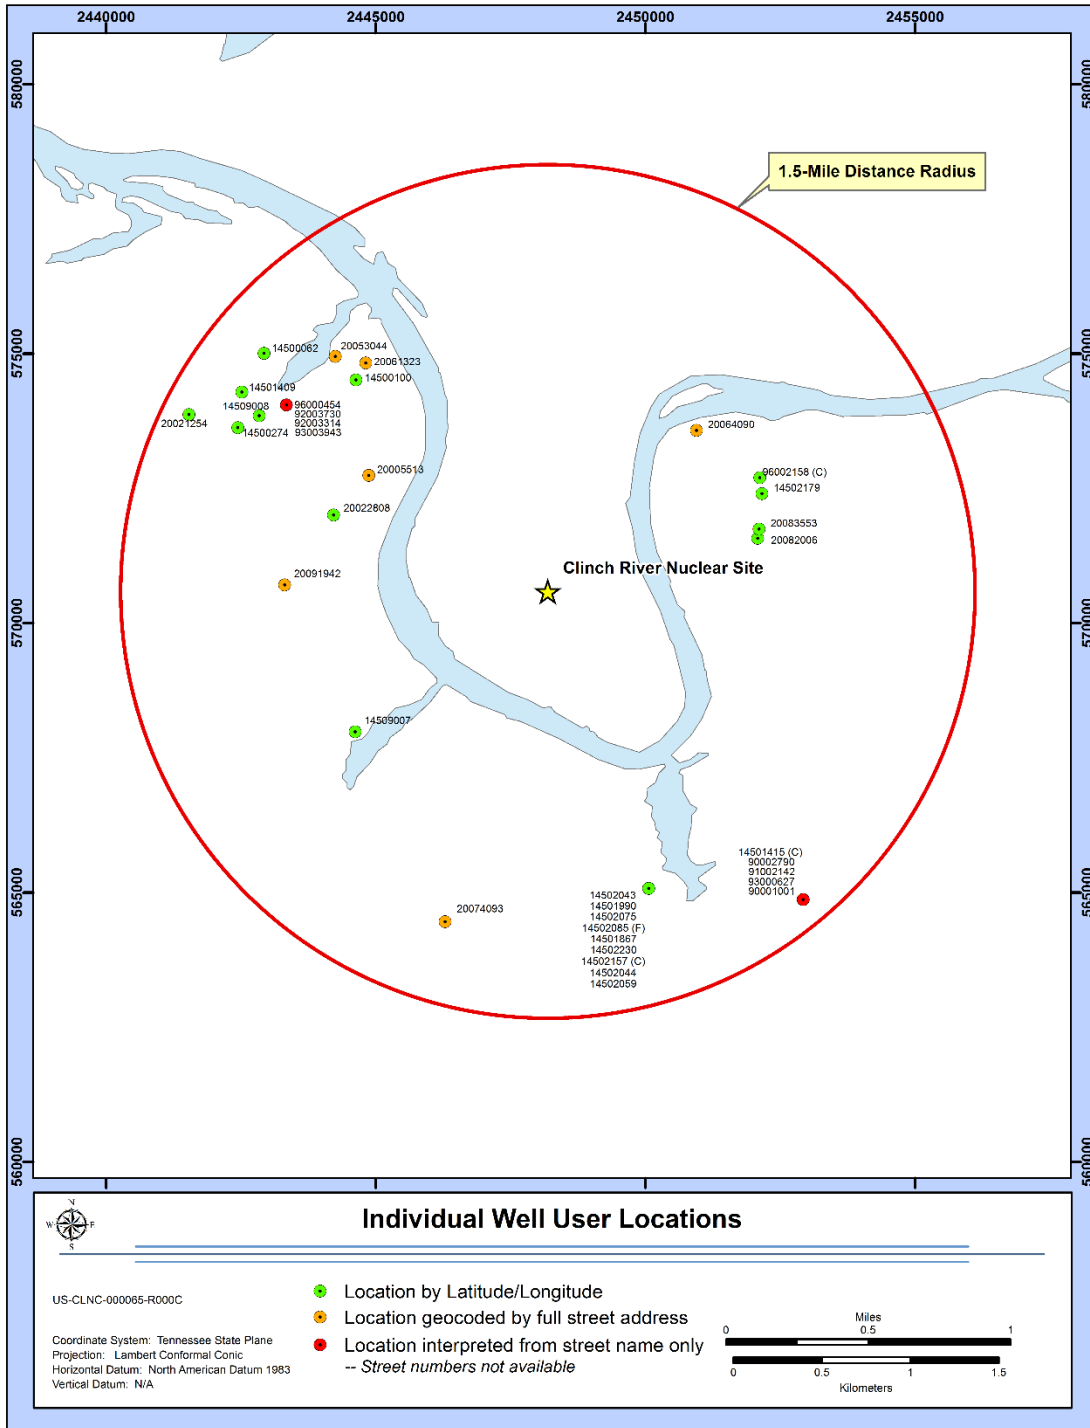 2440000
2445000
2450000
2455000
580000
580000
1.5-Mile Distance Radius
575000
575000
14500062
20053044
20061323
14500100
14501409
14509008
96000454
92003730
92003314
93003943
20021254
14500274
20064090
20005513
96002158 (C)
14502179
20022808
20083553
20082006
Clinch River Nuclear Site
20091942
570000
570000
14509007
14501415 (C)
90002790
91002142
93000627
90001001
565000
565000
14502043
14501990
14502075
14502085 (F)
14501867
14502230
14502157 (C)
14502044
14502059
20074093
560000
560000
N
W
E
S
Individual Well User Locations
US-CLNC-000065-R000C
Coordinate System: Tennessee State Plane
Projection: Lambert Conformal Conic
Horizontal Datum: North American Datum 1983
Vertical Datum: N/A
Location by Latitude/Longitude
Location geocoded by full street address
Location interpreted from street name only
-- Street numbers not available
Miles
0 0.5 1
0 0.5 1 1.5
Kilometers